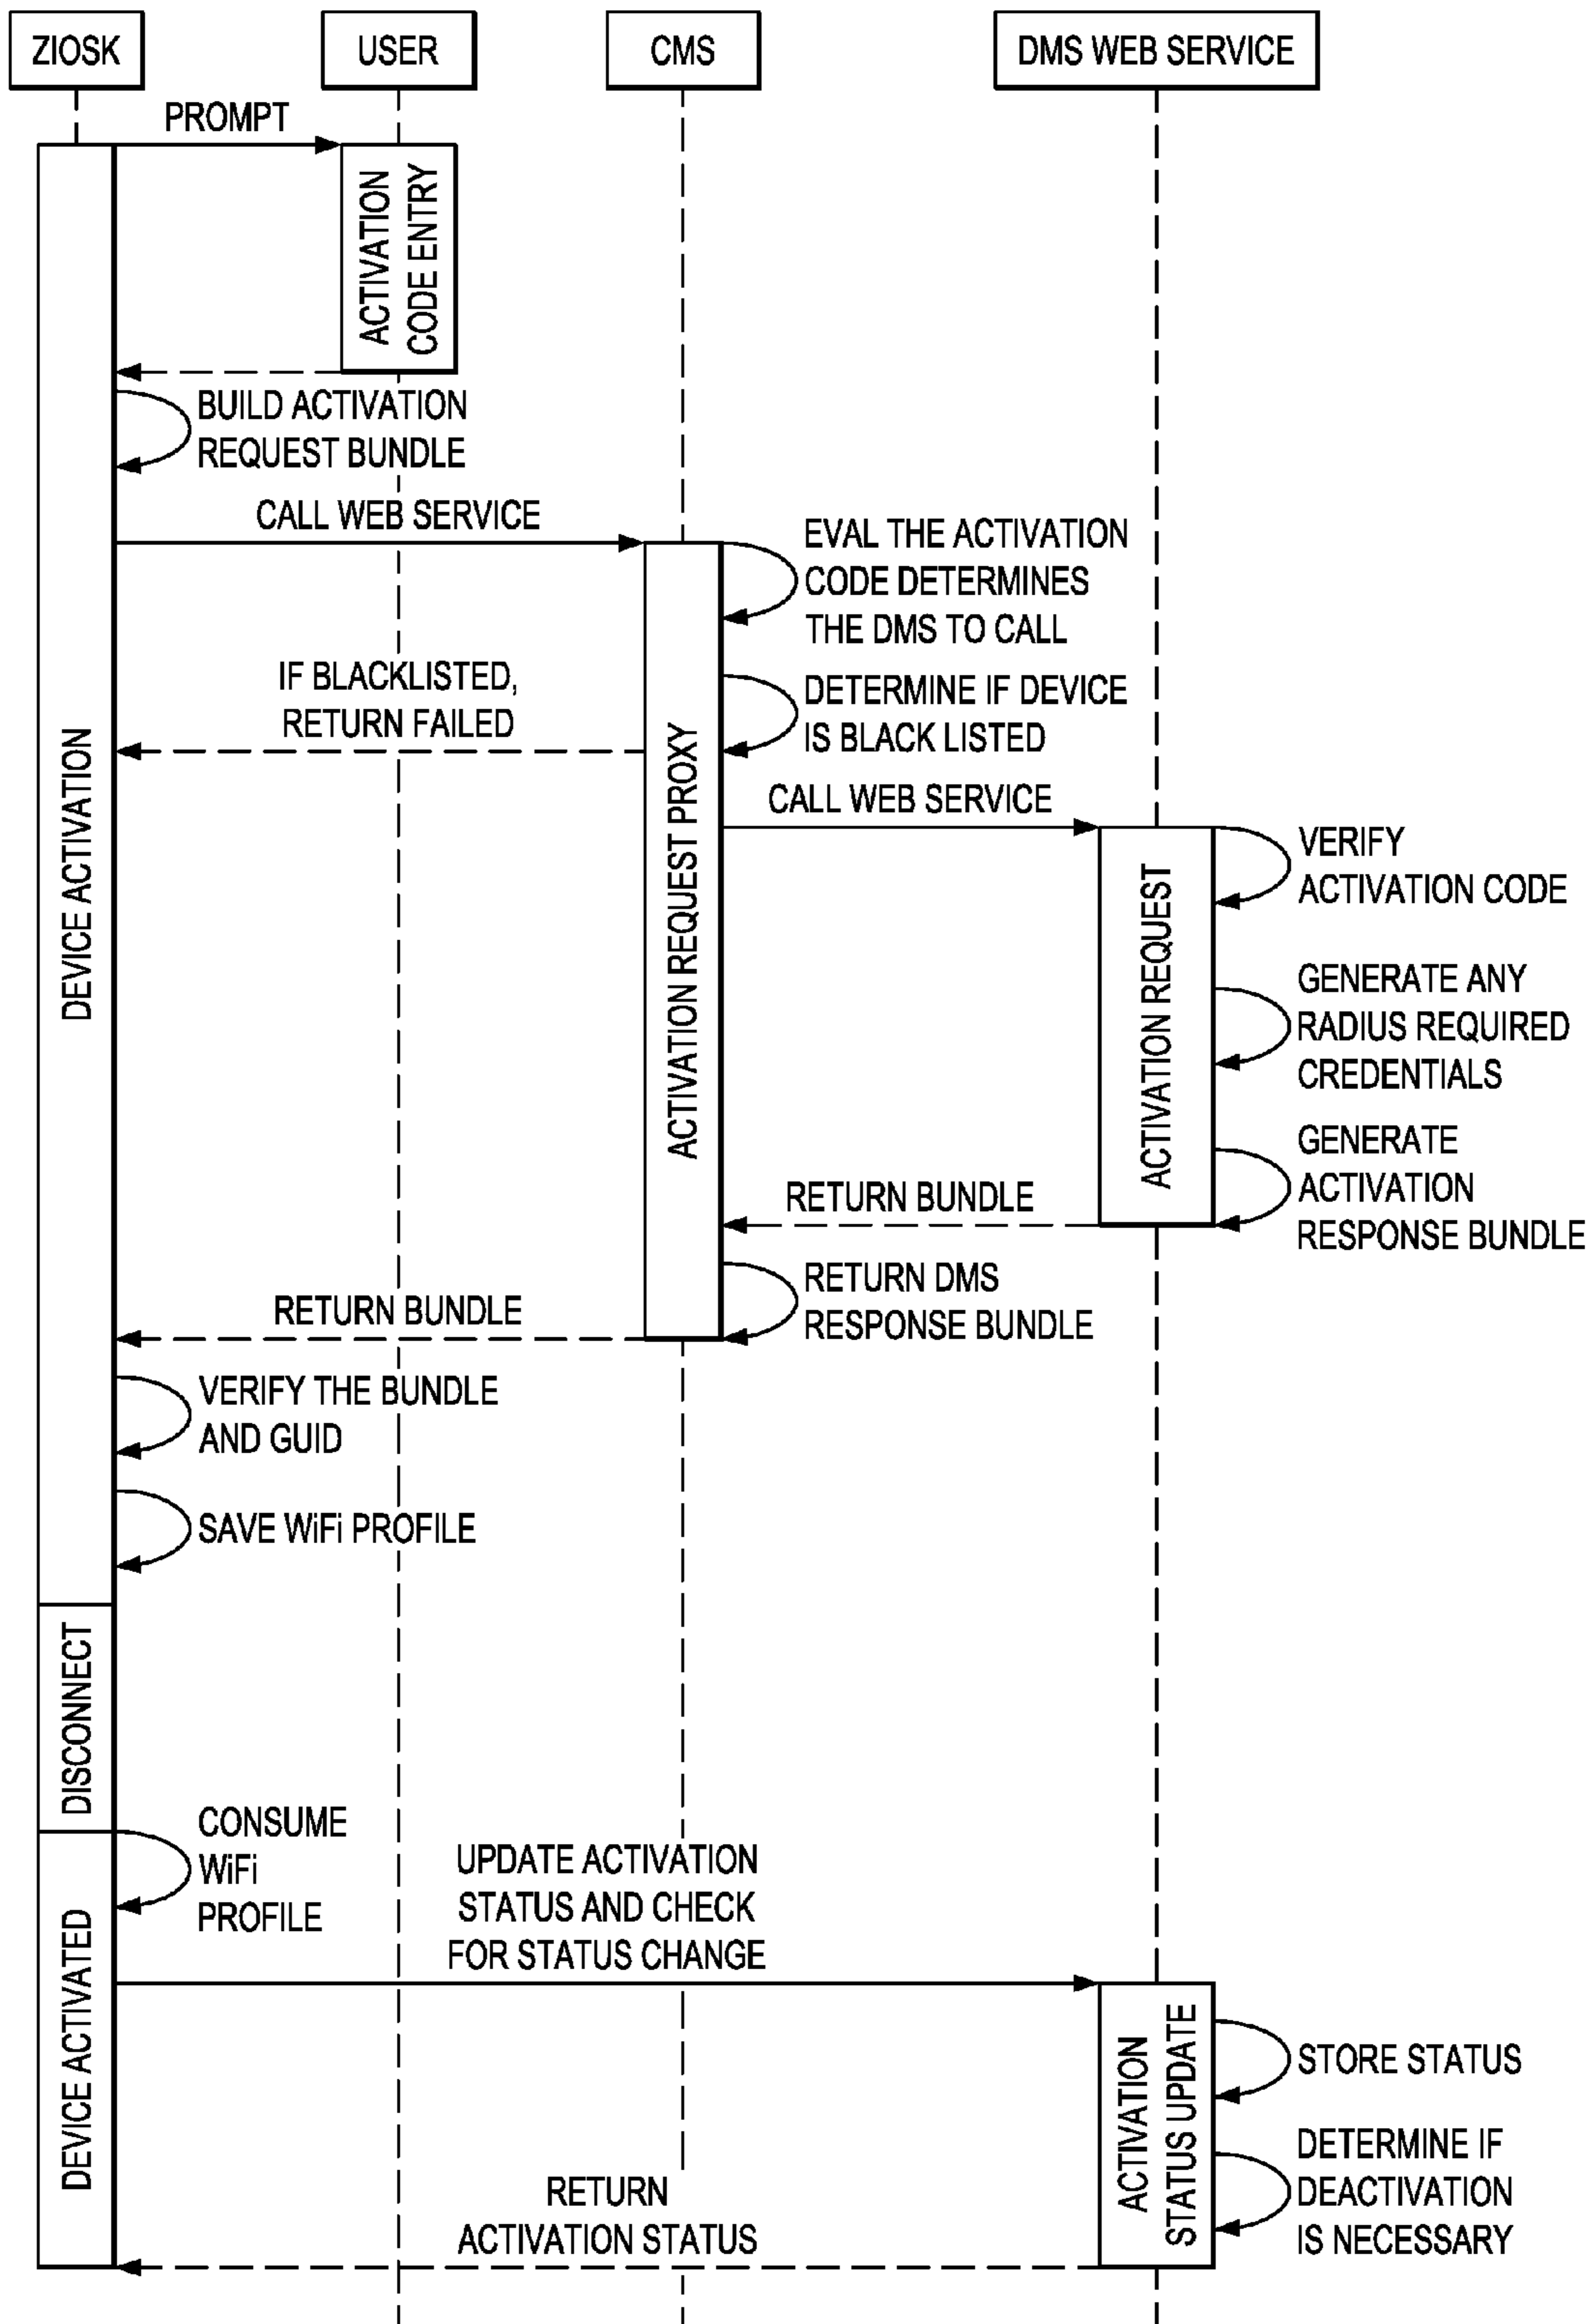 ZIOSK
USER
CMS
DMS WEB SERVICE
PROMPT
ACTIVATION
CODE ENTRY
BUILD ACTIVATION
REQUEST BUNDLE
CALL WEB SERVICE
EVAL THE ACTIVATION
CODE DETERMINES
THE DMS TO CALL
IF BLACKLISTED,
RETURN FAILED
DETERMINE IF DEVICE
IS BLACK LISTED
DEVICE ACTIVATION
ACTIVATION REQUEST PROXY
CALL WEB SERVICE
ACTIVATION REQUEST
VERIFY
ACTIVATION CODE
GENERATE ANY
RADIUS REQUIRED
CREDENTIALS
GENERATE
ACTIVATION
RESPONSE BUNDLE
RETURN BUNDLE
RETURN DMS
RESPONSE BUNDLE
RETURN BUNDLE
VERIFY THE BUNDLE
AND GUID
SAVE WiFi PROFILE
DISCONNECT
CONSUME
WiFi
PROFILE
UPDATE ACTIVATION
STATUS AND CHECK
FOR STATUS CHANGE
DEVICE ACTIVATED
ACTIVATION
STATUS UPDATE
STORE STATUS
DETERMINE IF
DEACTIVATION
IS NECESSARY
RETURN
ACTIVATION STATUS